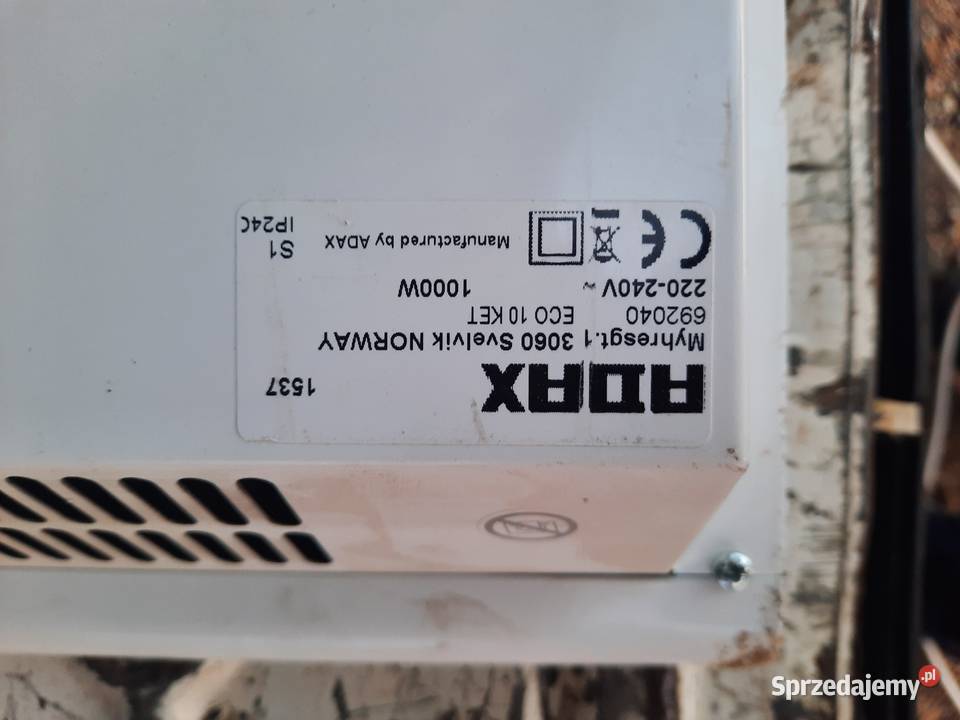 ADAX 1537
Myhresgt.1 3060 Svelvik NORWAY
692040 ECO 10 KET
220-240V ~ 1000W
CE Manufactured by ADAX S1
IP24C
Sprzedajemy.pl